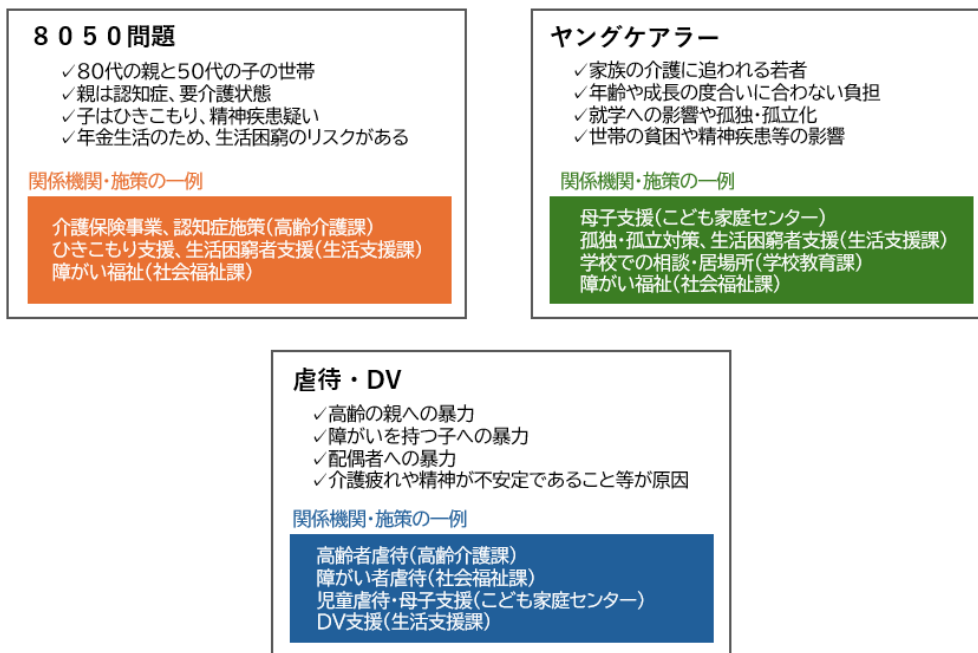 ８０５０問題
✓80代の親と50代の子の世帯
✓親は認知症、要介護状態
✓子はひきこもり、精神疾患疑い
✓年金生活のため、生活困窮のリスクがある
関係機関・施策の一例
介護保険事業、認知症施策(高齢介護課)
ひきこもり支援、生活困窮者支援(生活支援課)
障がい福祉(社会福祉課)
ヤングケアラー
✓家族の介護に追われる若者
✓年齢や成長の度合いに合わない負担
✓就学への影響や孤独・孤立化
✓世帯の貧困や精神疾患等の影響
関係機関・施策の一例
母子支援(こども家庭センター)
孤独・孤立対策、生活困窮者支援(生活支援課)
学校での相談・居場所(学校教育課)
障がい福祉(社会福祉課)
虐待・DV
✓高齢の親への暴力
✓障がいを持つ子への暴力
✓配偶者への暴力
✓介護疲れや精神が不安定であること等が原因
関係機関・施策の一例
高齢者虐待(高齢介護課)
障がい者虐待(社会福祉課)
児童虐待・母子支援(こども家庭センター)
DV支援(生活支援課)